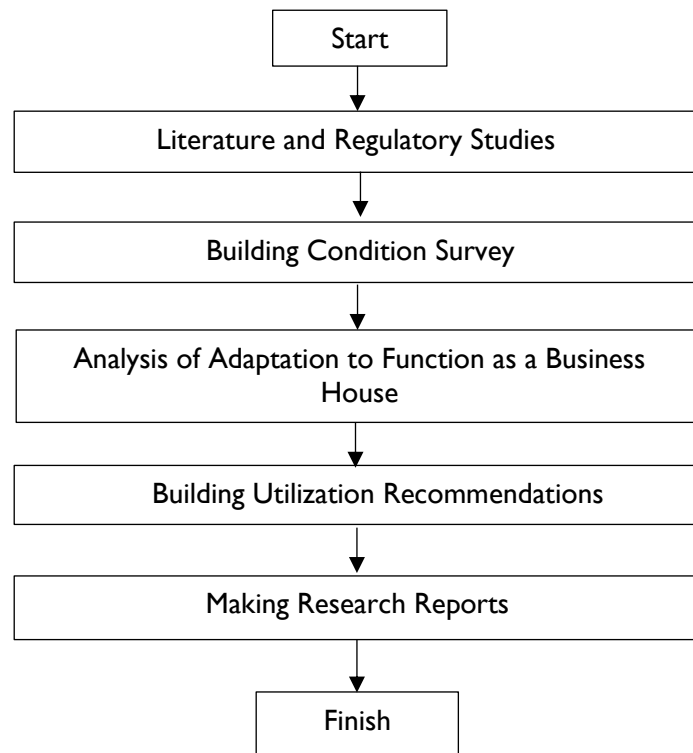 Start
Literature and Regulatory Studies
Building Condition Survey
Analysis of Adaptation to Function as a Business
House
Building Utilization Recommendations
Making Research Reports
Finish